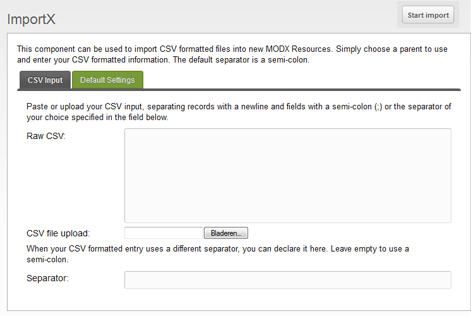 ImportX
Start import
This component can be used to import CSV formatted files into new MODX Resources. Simply choose a parent to use
and enter your CSV formatted information. The default separator is a semi-colon.
CSV Input
Default Settings
Paste or upload your CSV input, separating records with a newline and fields with a semi-colon (;) or the separator of
your choice specified in the field below.
Raw CSV:
CSV file upload:
Bladeren...
When your CSV formatted entry uses a different separator, you can declare it here. Leave empty to use a
semi-colon.
Separator: